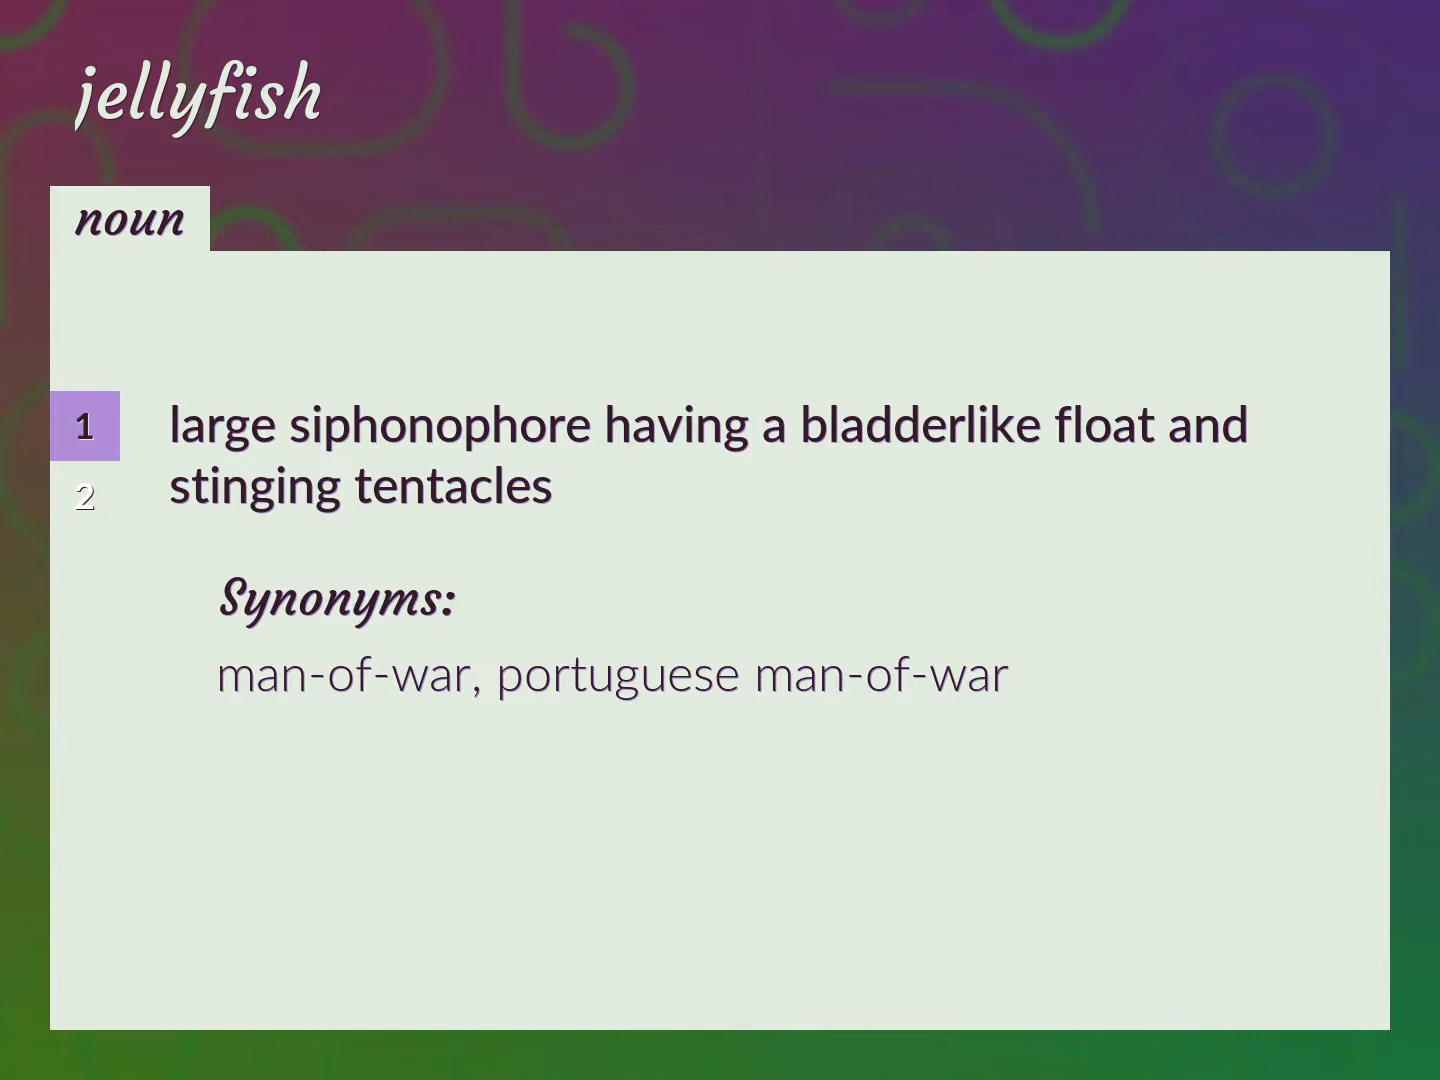 jellyfish
noun
1
large siphonophore having a bladderlike float and
stinging tentacles
2
Synonyms:
man-of-war, portuguese man-of-war